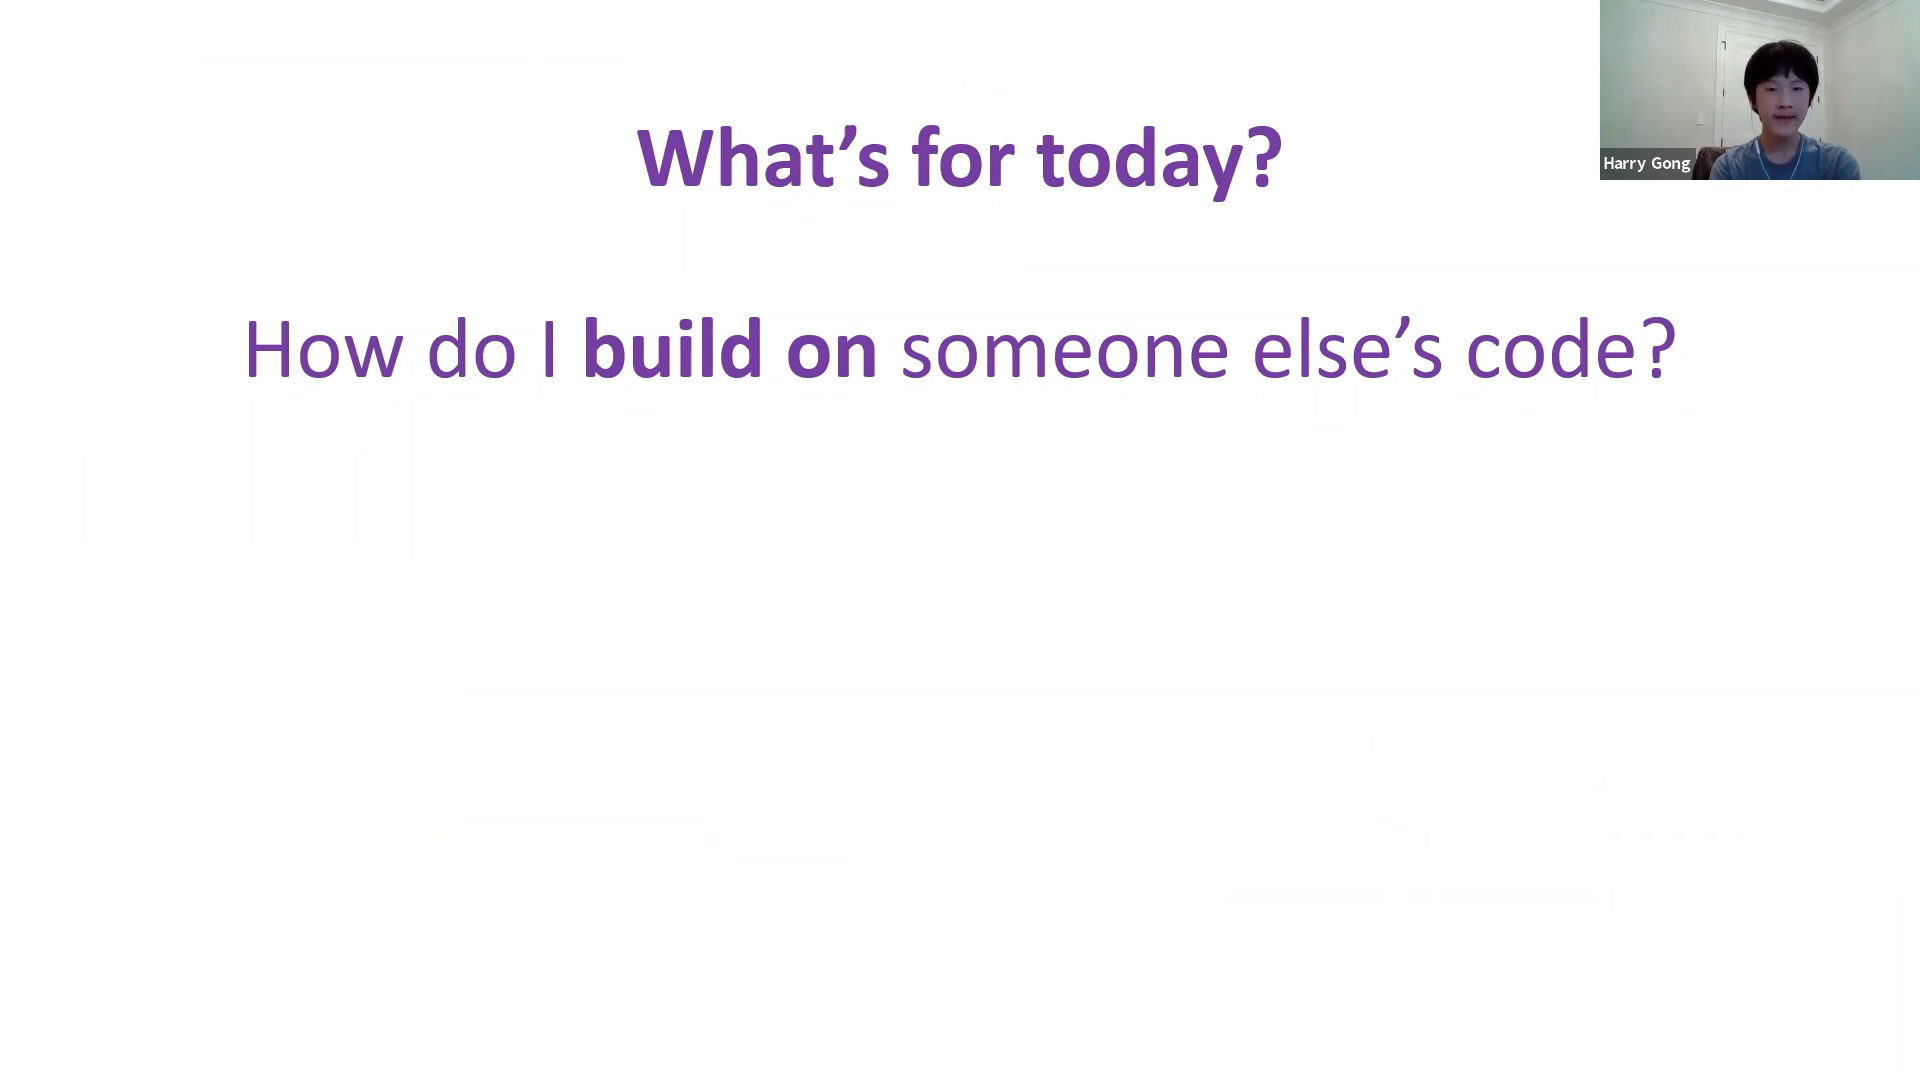 What’s for today?
Harry Gong
How do I build on someone else’s code?